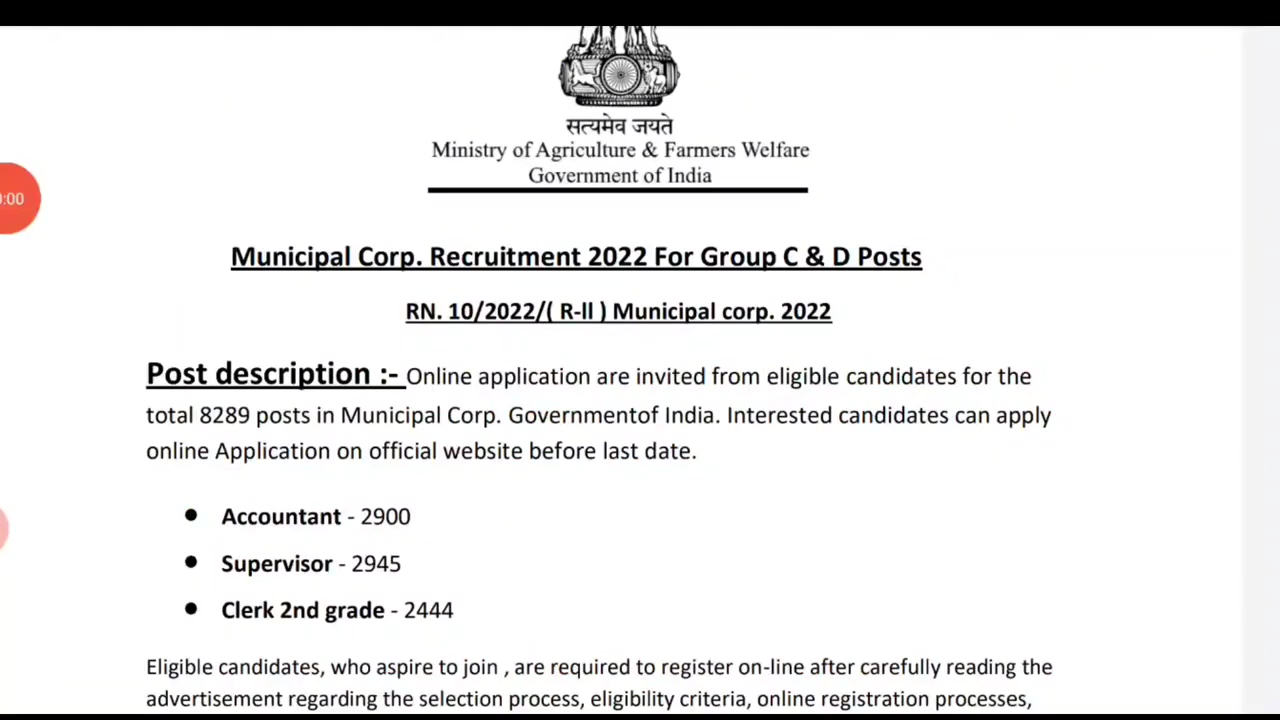 सत्यमेव जयते
Ministry of Agriculture & Farmers Welfare
Government of India
:00
Municipal Corp. Recruitment 2022 For Group C & D Posts
RN. 10/2022/( R-ll ) Municipal corp. 2022
Post description :- Online application are invited from eligible candidates for the
total 8289 posts in Municipal Corp. Governmentof India. Interested candidates can apply
online Application on official website before last date.
● Accountant - 2900
● Supervisor - 2945
● Clerk 2nd grade - 2444
Eligible candidates, who aspire to join , are required to register on-line after carefully reading the
advertisement regarding the selection process, eligibility criteria, online registration processes,